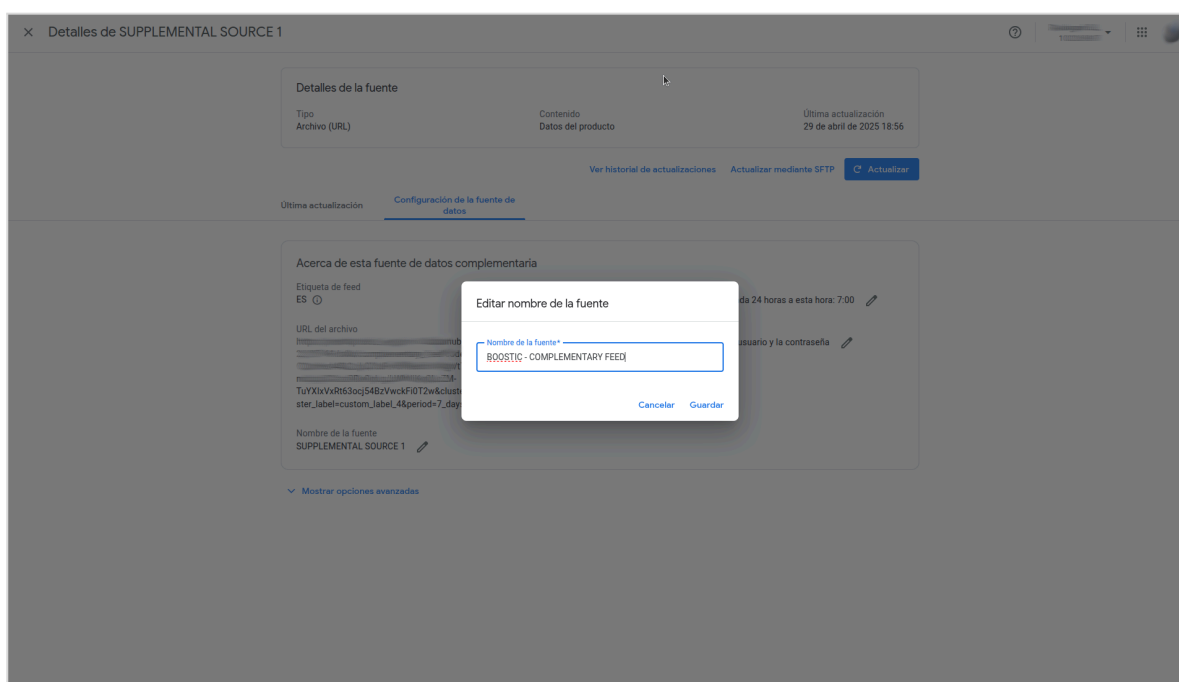 Detalles de SUPPLEMENTAL SOURCE 1
Detalles de la fuente
Tipo
Archivo (URL)
Contenido
Datos del producto
Última actualización
29 de abril de 2025 18:56
Ver historial de actualizaciones
Actualizar mediante SFTP
Actualizar
Última actualización
Configuración de la fuente de
datos
Acerca de esta fuente de datos complementaria
Etiqueta de feed
ES
da 24 horas a esta hora: 7:00
URL del archivo
usuario y la contraseña
TuYXIxVxRt63ocj54BzVwckFi0T2w&cluste
ster_label=custom_label_4&period=7_day
Nombre de la fuente
SUPPLEMENTAL SOURCE 1
Mostrar opciones avanzadas
Editar nombre de la fuente
Nombre de la fuente*
BOOSTIC - COMPLEMENTARY FEED
Cancelar
Guardar